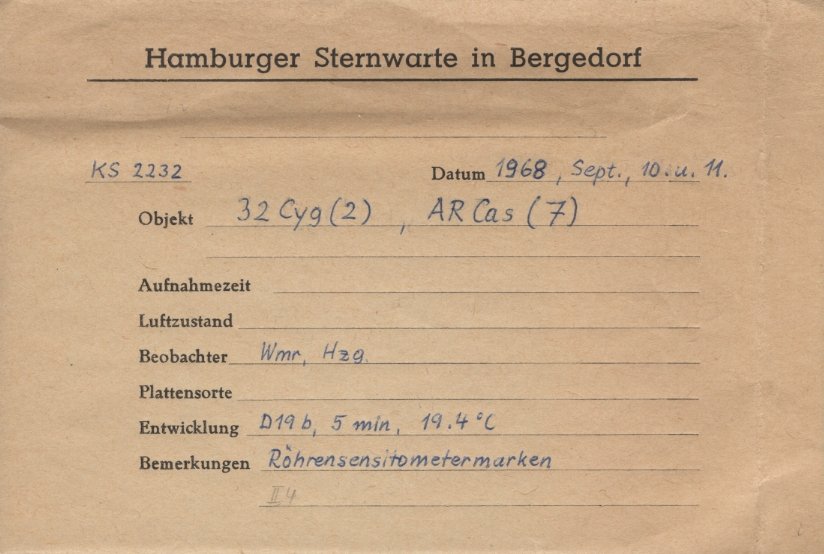 Hamburger Sternwarte in Bergedorf
KS 2232 Datum 1968, Sept., 10. u. 11.
Objekt 32 Cyg (2) , AR Cas (7)
Aufnahmezeit
Luftzustand
Beobachter Wmr, Hzg.
Plattensorte
Entwicklung D19b, 5 min, 19.4°C
Bemerkungen Röhrensensitometermarken
II4